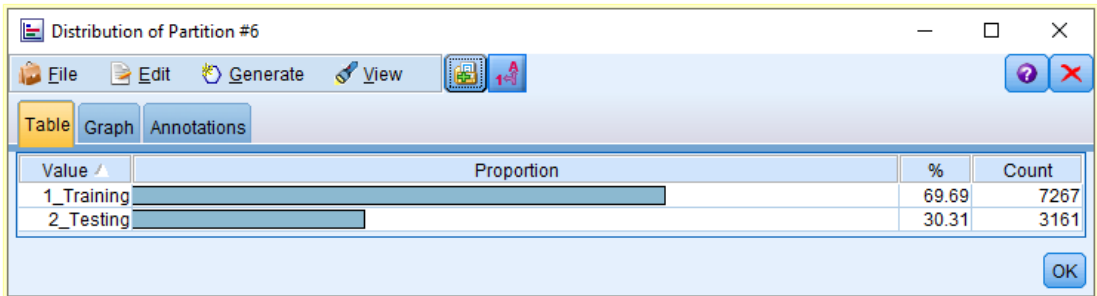 Distribution of Partition #6
File Edit Generate View
Table Graph Annotations
Value Proportion % Count
1_Training 69.69 7267
2_Testing 30.31 3161
OK